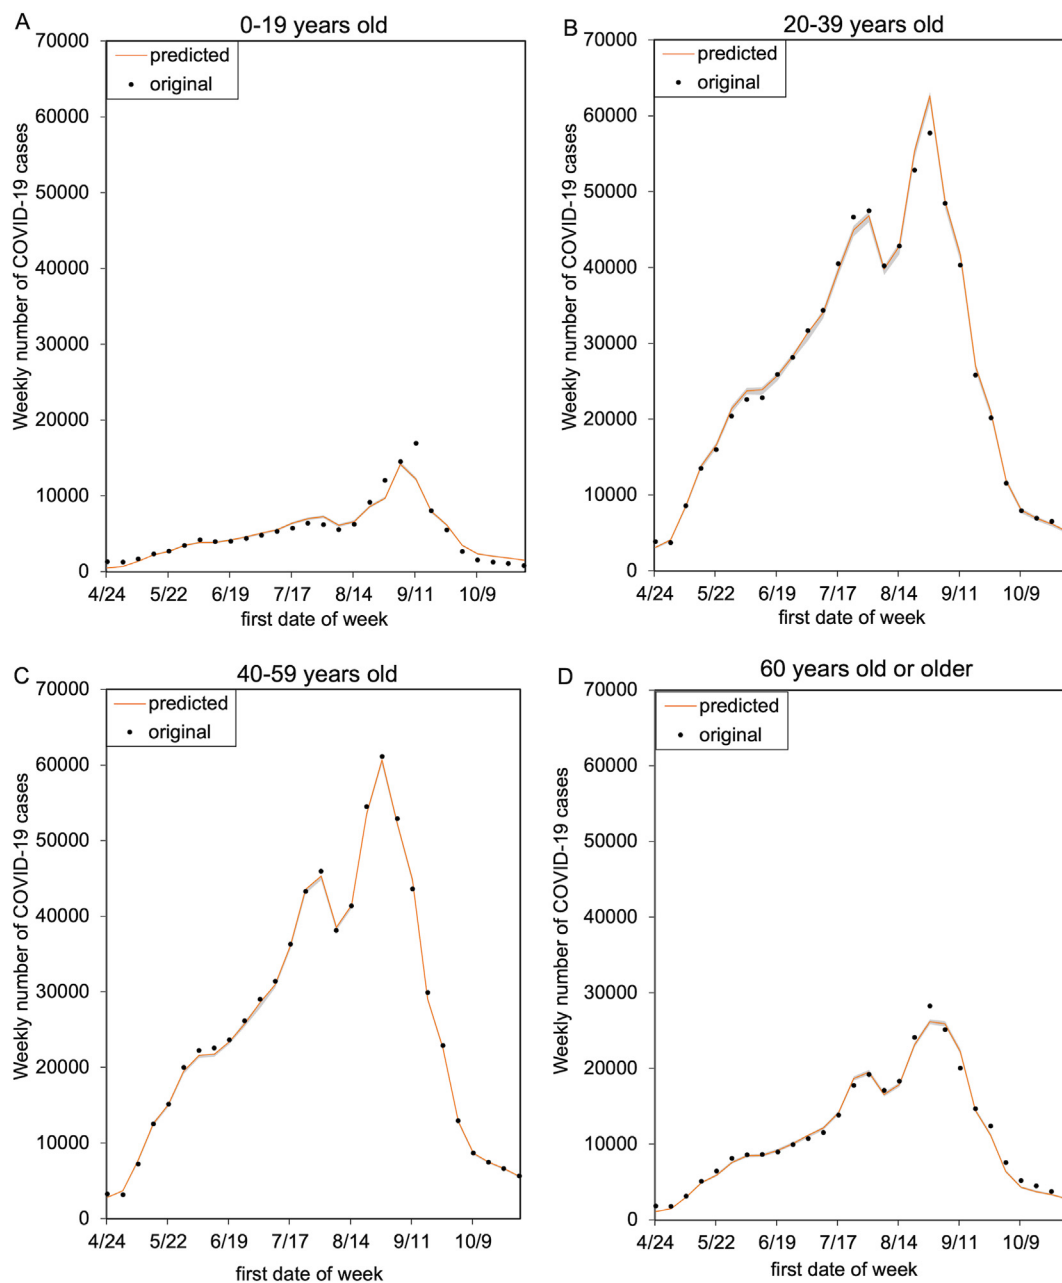 A
0-19 years old
70000
60000
50000
40000
30000
20000
10000
0
Weekly number of COVID-19 cases
predicted
original
4/24 5/22 6/19 7/17 8/14 9/11 10/9
first date of week
B
20-39 years old
70000
60000
50000
40000
30000
20000
10000
0
Weekly number of COVID-19 cases
predicted
original
4/24 5/22 6/19 7/17 8/14 9/11 10/9
first date of week
C
40-59 years old
70000
60000
50000
40000
30000
20000
10000
0
Weekly number of COVID-19 cases
predicted
original
4/24 5/22 6/19 7/17 8/14 9/11 10/9
first date of week
D
60 years old or older
70000
60000
50000
40000
30000
20000
10000
0
Weekly number of COVID-19 cases
predicted
original
4/24 5/22 6/19 7/17 8/14 9/11 10/9
first date of week